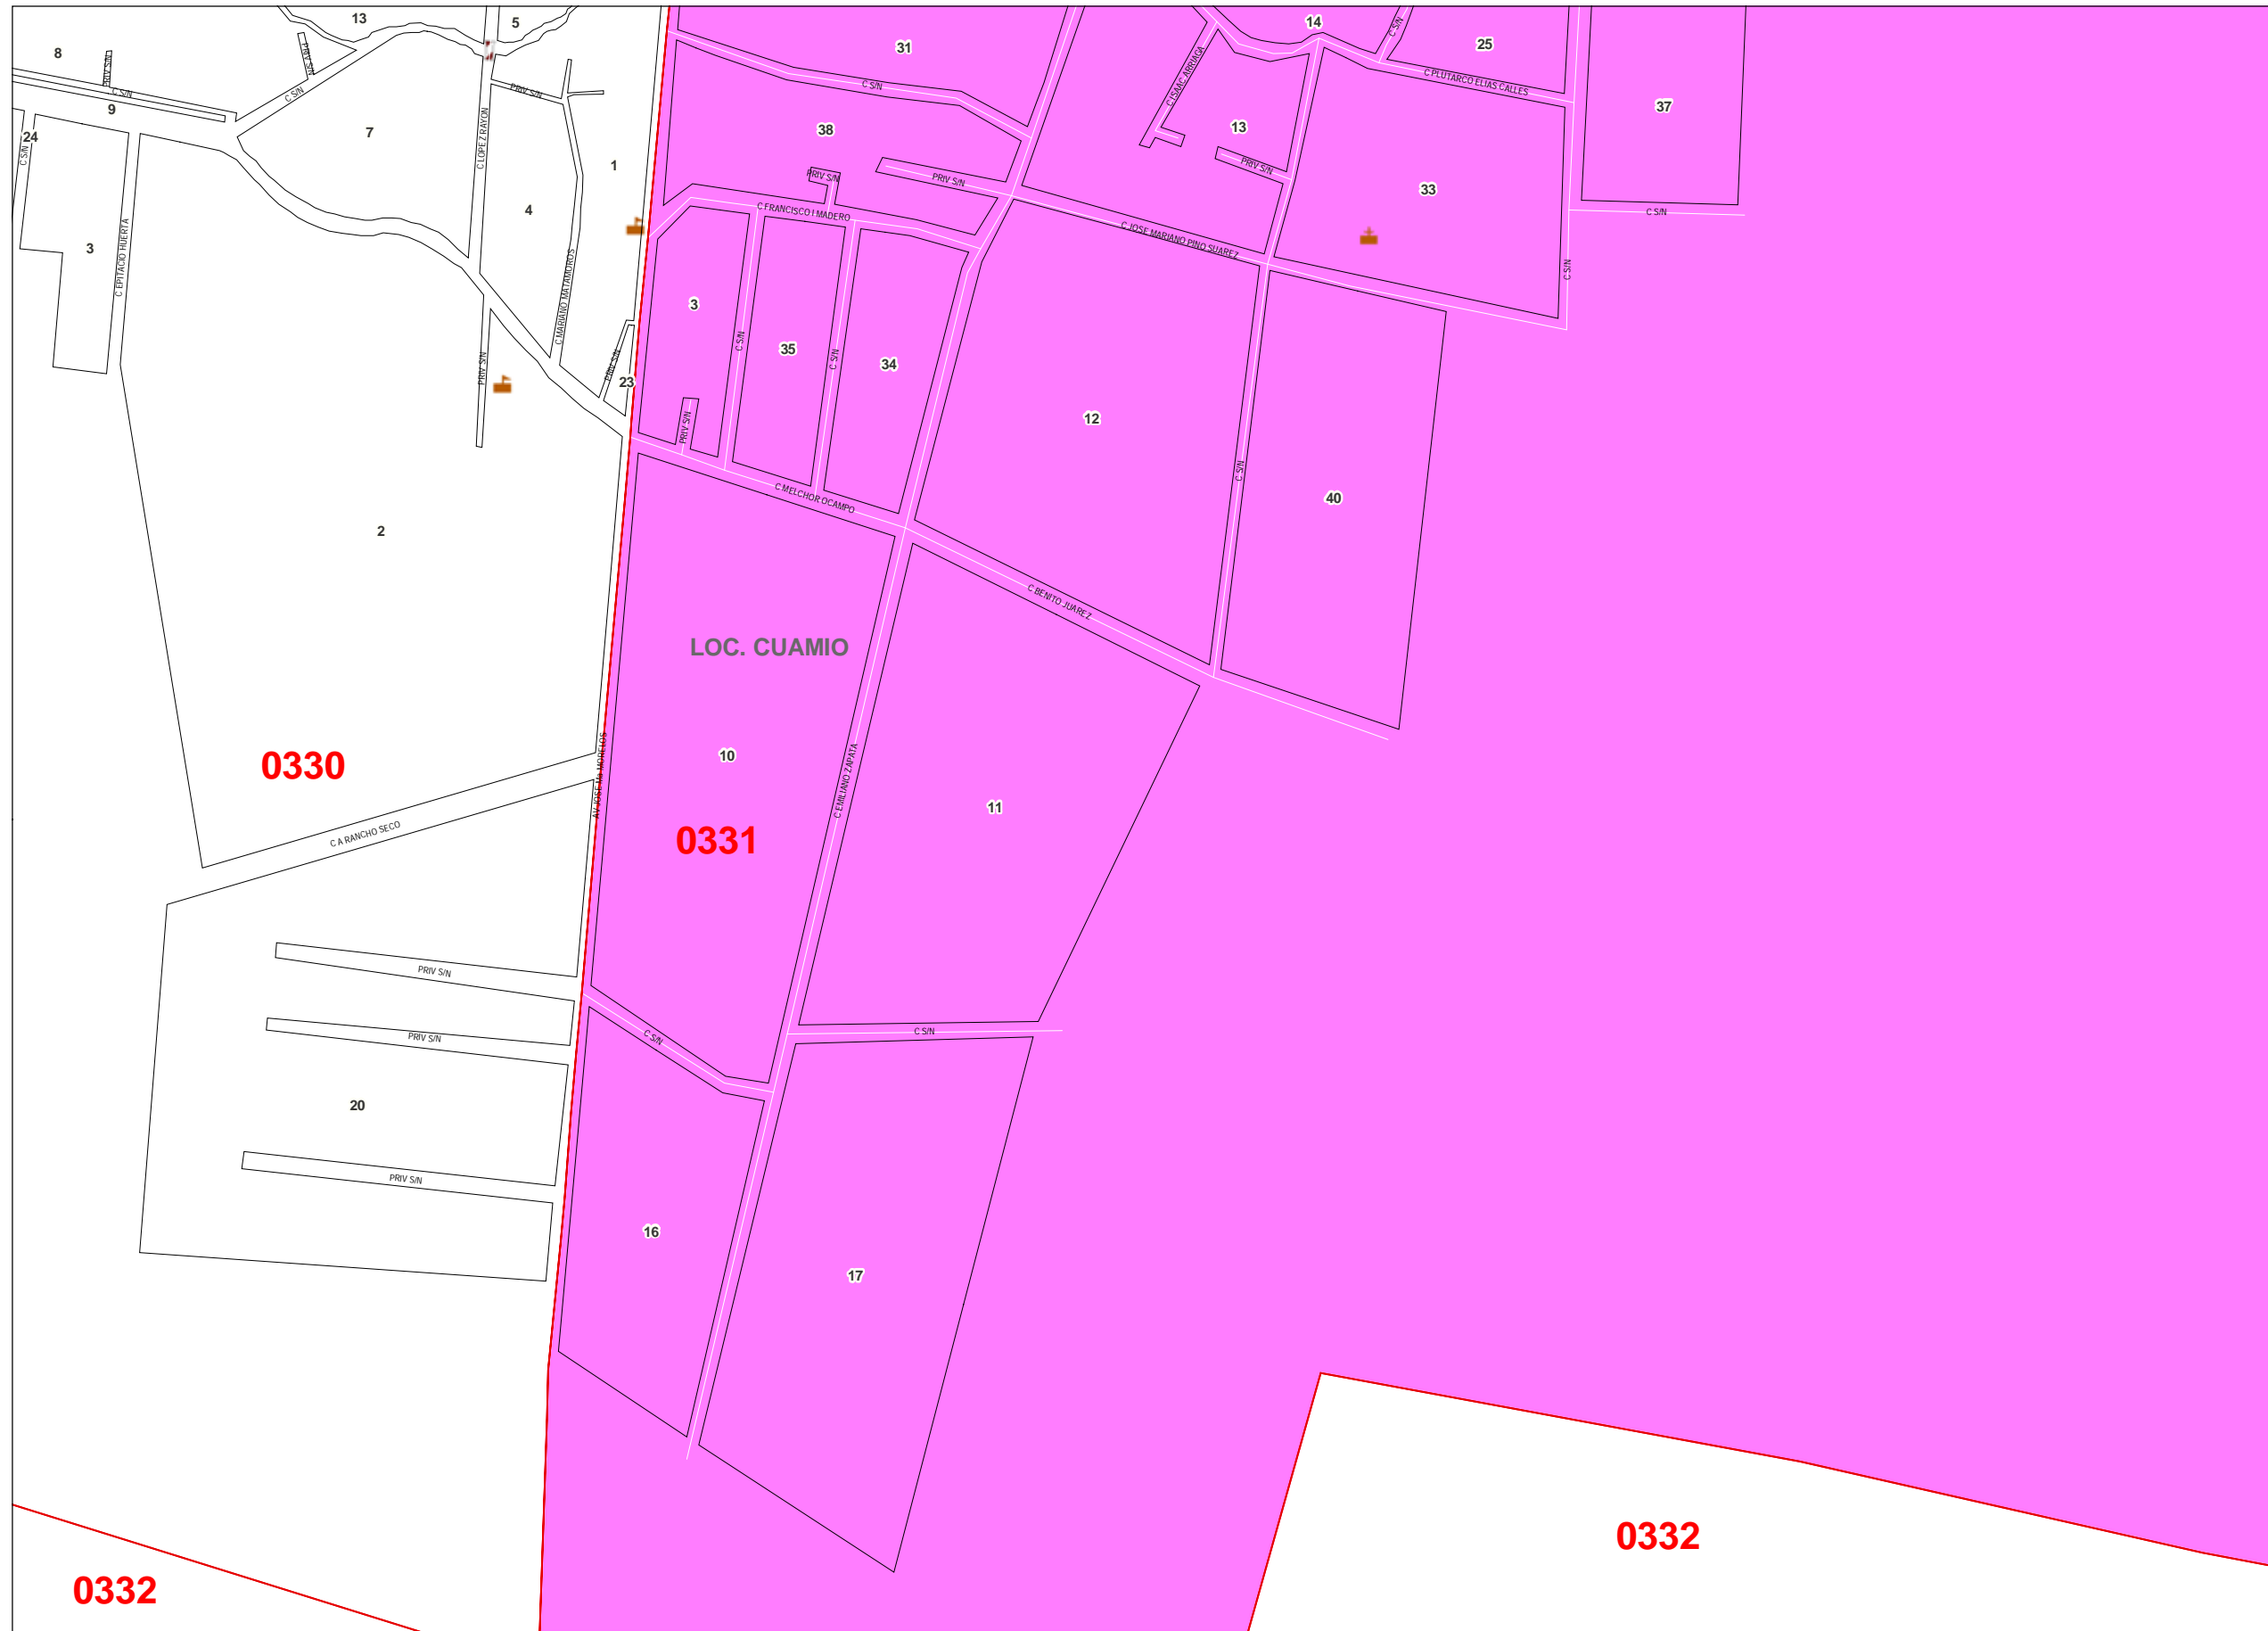 13
5
14
8
31
25
PRIV S/N
PRIV S/N
C S/N
C ISAAC ARRIAGA
C PLUTARCO ELIAS CALLES
C S/N
C S/N
C S/N
PRIV S/N
9
37
24
7
C LOPEZ RAYON
38
13
C S/N
1
PRIV S/N
PRIV S/N
PRIV S/N
33
4
C FRANCISCO I MADERO
C S/N
3
C EPITACIO HUERTA
C JOSE MARIANO PINO SUAREZ
C S/N
C MARIANO MATAMOROS
3
C S/N
35
C S/N
34
PRIV S/N
PRIV S/N
23
12
PRIV S/N
C S/N
40
C MELCHOR OCAMPO
2
C BENITO JUAREZ
LOC. CUAMIO
0330
10
AV JOSE Ma MORELOS
C EMILIANO ZAPATA
11
C A RANCHO SECO
0331
PRIV S/N
C S/N
PRIV S/N
C S/N
20
PRIV S/N
16
17
0332
0332